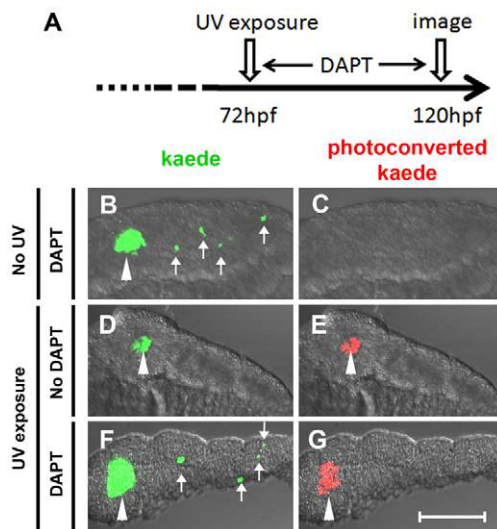 A
UV exposure
image
DAPT
72hpf
120hpf
kaede
photoconverted
kaede
No UV
DAPT
B
C
UV exposure
No DAPT
D
E
DAPT
F
G